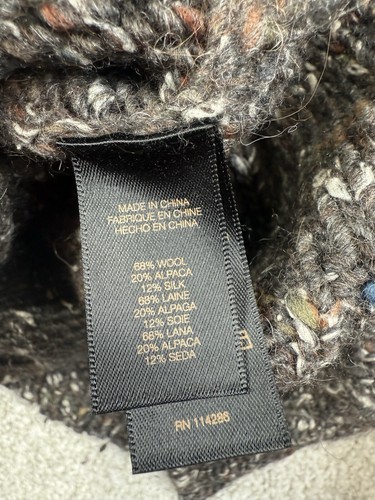 MADE IN CHINA
FABRIQUE EN CHINE
HECHO EN CHINA
68% WOOL
20% ALPACA
12% SILK
68% LAINE
20% ALPAGA
12% SOIE
68% LANA
20% ALPACA
12% SEDA
RN 114286